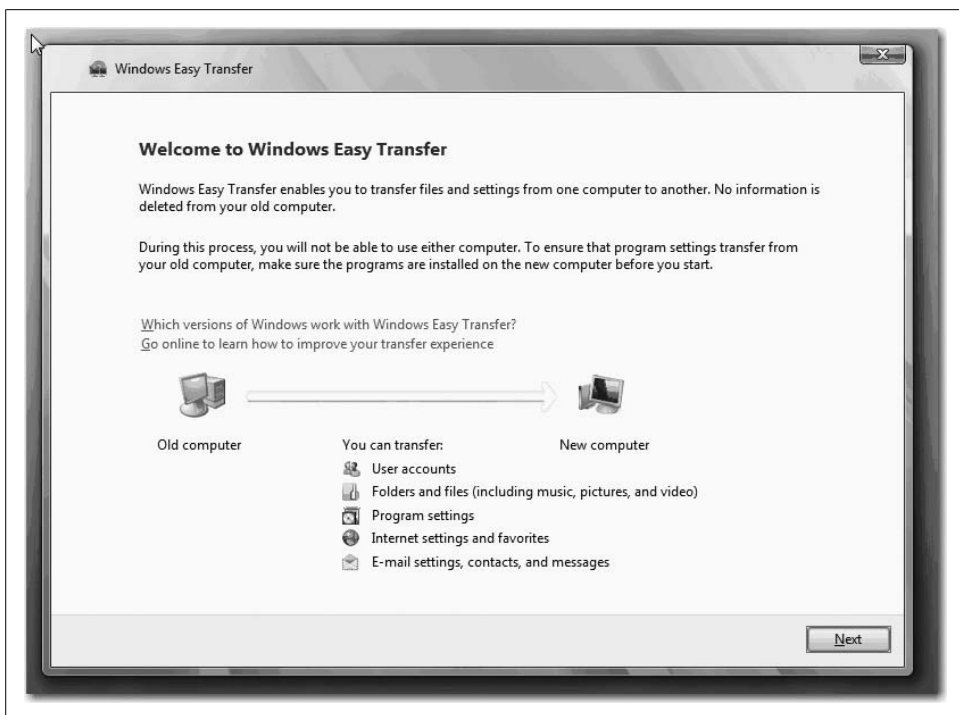 Windows Easy Transfer
Welcome to Windows Easy Transfer
Windows Easy Transfer enables you to transfer files and settings from one computer to another. No information is
deleted from your old computer.
During this process, you will not be able to use either computer. To ensure that program settings transfer from
your old computer, make sure the programs are installed on the new computer before you start.
Which versions of Windows work with Windows Easy Transfer?
Go online to learn how to improve your transfer experience
Old computer
You can transfer:
New computer
User accounts
Folders and files (including music, pictures, and video)
Program settings
Internet settings and favorites
E-mail settings, contacts, and messages
Next